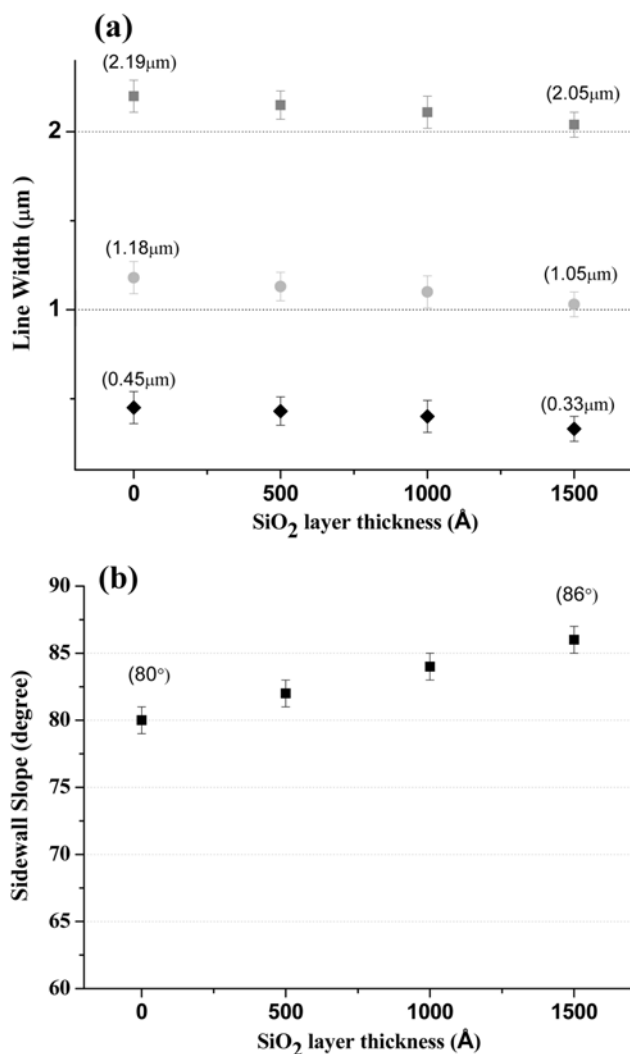 (a)
(2.19μm)
(2.05μm)
2
(1.18μm)
(1.05μm)
1
(0.45μm)
(0.33μm)
Line Width (μm )
0 500 1000 1500
SiO2 layer thickness (Å)
(b)
90
(86°)
85
(80°)
80
75
70
65
60
Sidewall Slope (degree)
0 500 1000 1500
SiO2 layer thickness (Å)